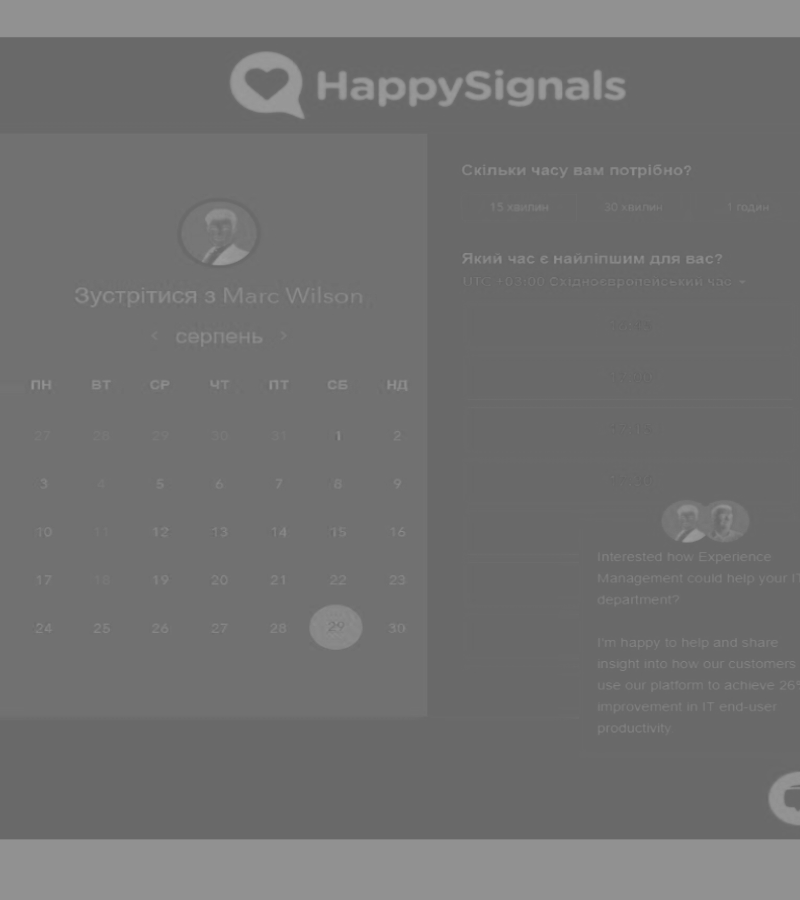 HappySignals
Зустрітися з Marc Wilson
< серпень >
ПН ВТ СР ЧТ ПТ СБ НД
27 28 29 30 31 1 2
3 4 5 6 7 8 9
10 11 12 13 14 15 16
17 18 19 20 21 22 23
24 25 26 27 28 29 30
Скільки часу вам потрібно?
15 хвилин 30 хвилин 1 годин
Який час є найліпшим для вас?
UTC +03:00 Східноєвропейський час
Interested how Experience
Management could help your IT
department?
I'm happy to help and share
insight into how our customers
use our platform to achieve 26%
improvement in IT end-user
productivity